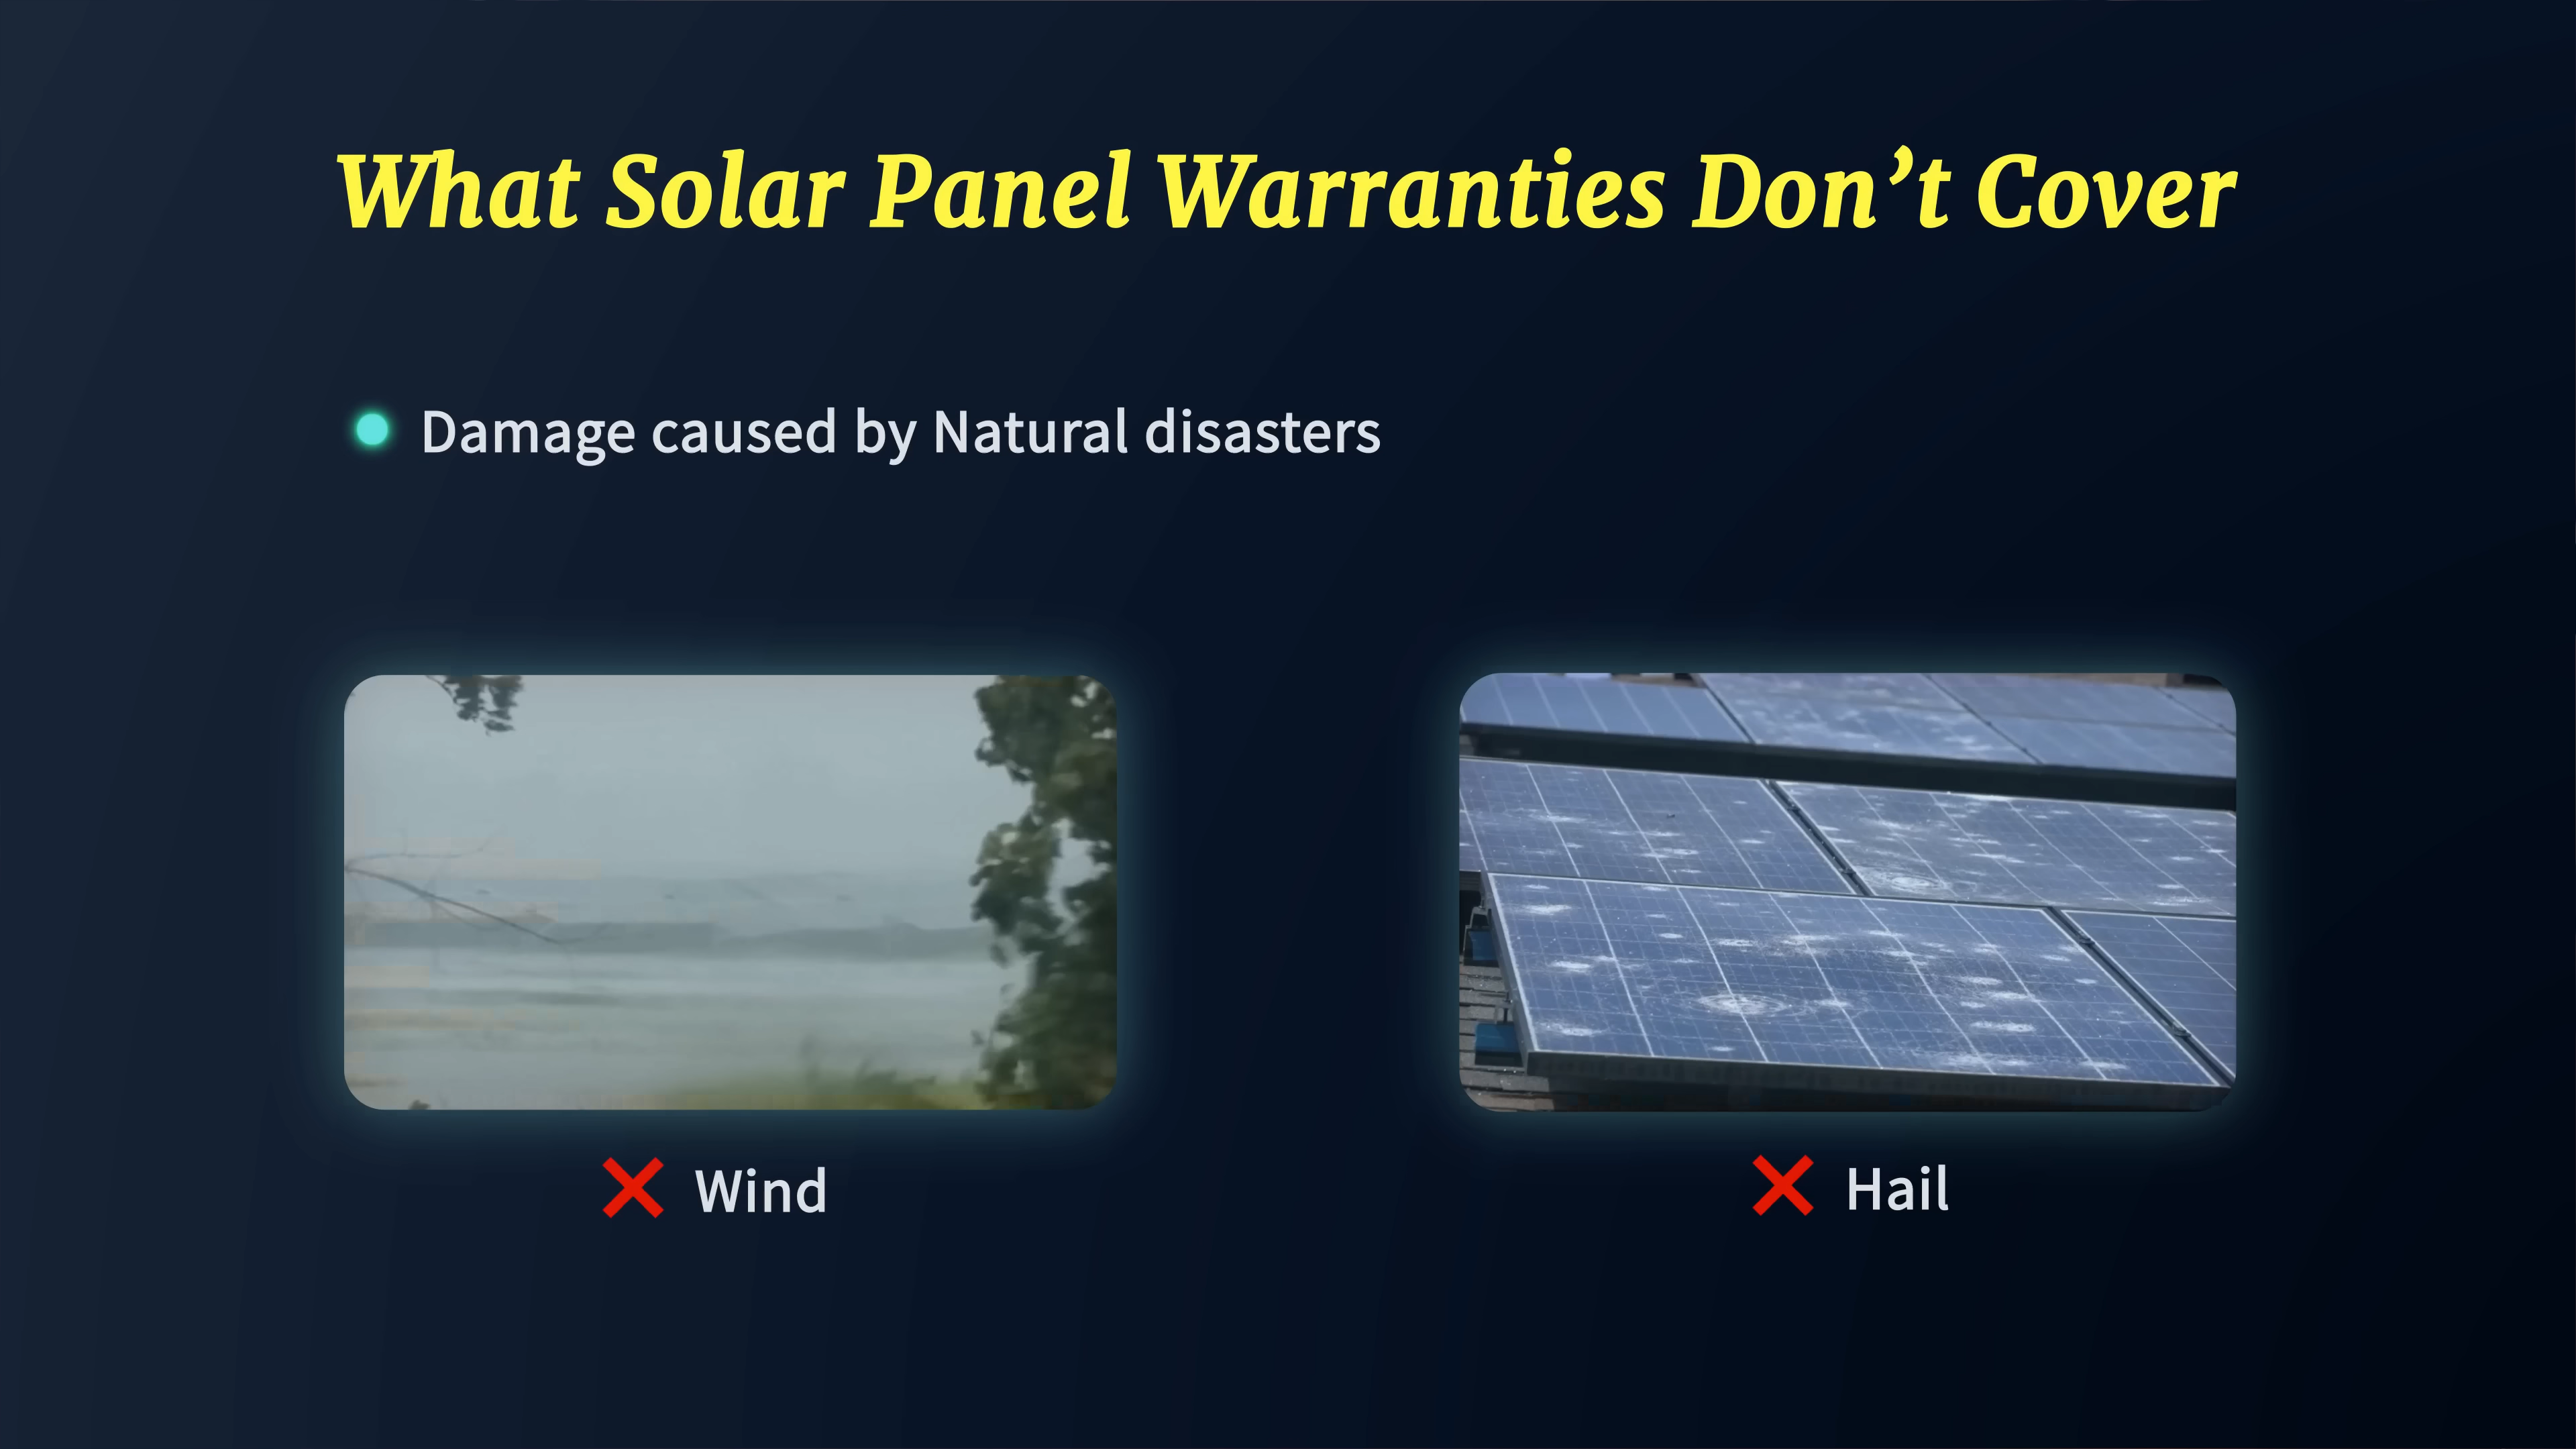 What Solar Panel Warranties Don’t Cover
Damage caused by Natural disasters
Wind
Hail